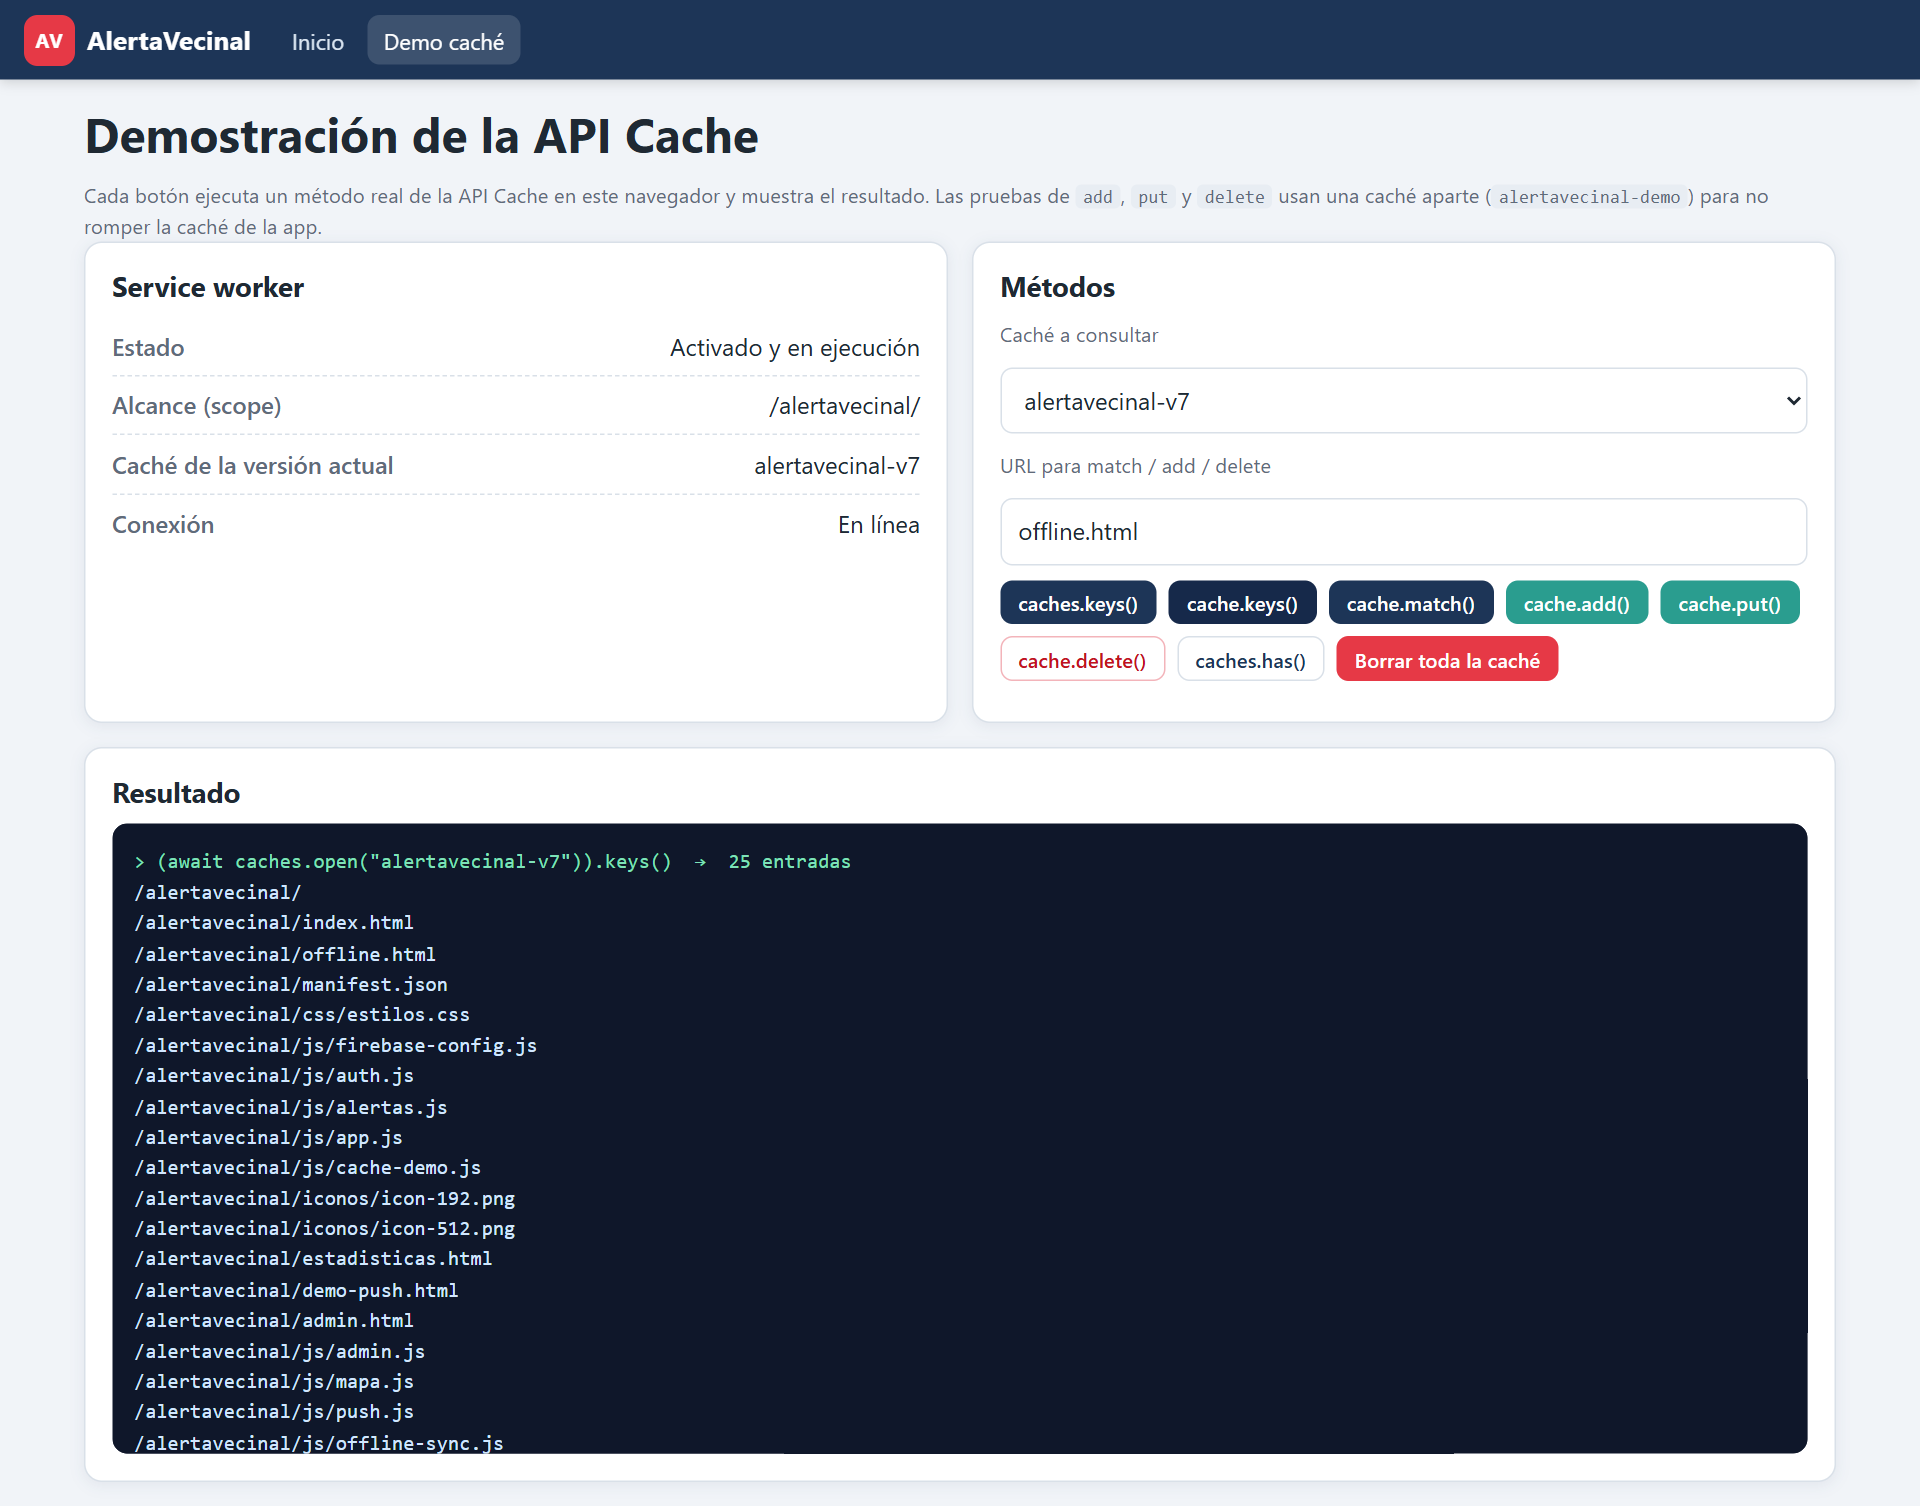 AV AlertaVecinal Inicio Demo caché
Demostración de la API Cache
Cada botón ejecuta un método real de la API Cache en este navegador y muestra el resultado. Las pruebas de add, put y delete usan una caché aparte (alertavecinal-demo) para no
romper la caché de la app.
Service worker
Estado Activado y en ejecución
Alcance (scope) /alertavecinal/
Caché de la versión actual alertavecinal-v7
Conexión En línea
Métodos
Caché a consultar
alertavecinal-v7
URL para match / add / delete
offline.html
caches.keys() cache.keys() cache.match() cache.add() cache.put()
cache.delete() caches.has() Borrar toda la caché
Resultado
> (await caches.open("alertavecinal-v7")).keys() → 25 entradas
/alertavecinal/
/alertavecinal/index.html
/alertavecinal/offline.html
/alertavecinal/manifest.json
/alertavecinal/css/estilos.css
/alertavecinal/js/firebase-config.js
/alertavecinal/js/auth.js
/alertavecinal/js/alertas.js
/alertavecinal/js/app.js
/alertavecinal/js/cache-demo.js
/alertavecinal/iconos/icon-192.png
/alertavecinal/iconos/icon-512.png
/alertavecinal/estadisticas.html
/alertavecinal/demo-push.html
/alertavecinal/admin.html
/alertavecinal/js/admin.js
/alertavecinal/js/mapa.js
/alertavecinal/js/push.js
/alertavecinal/js/offline-sync.js